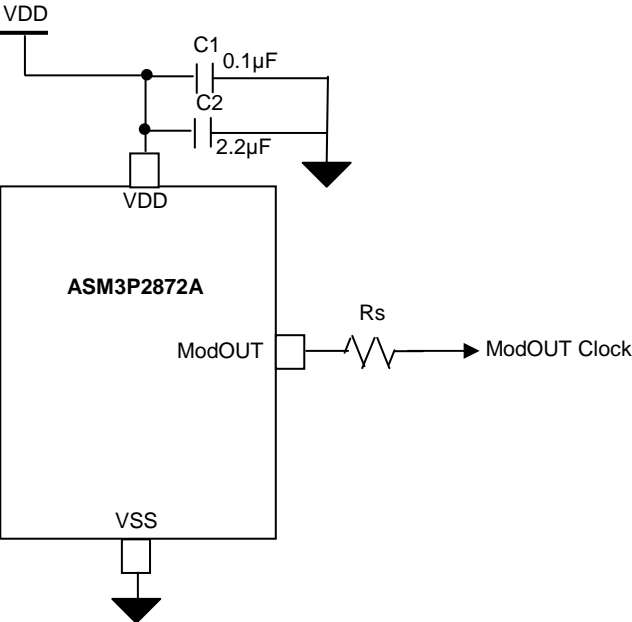 VDD
C1
0.1µF
C2
2.2µF
VDD
ASM3P2872A
Rs
ModOUT
ModOUT Clock
VSS